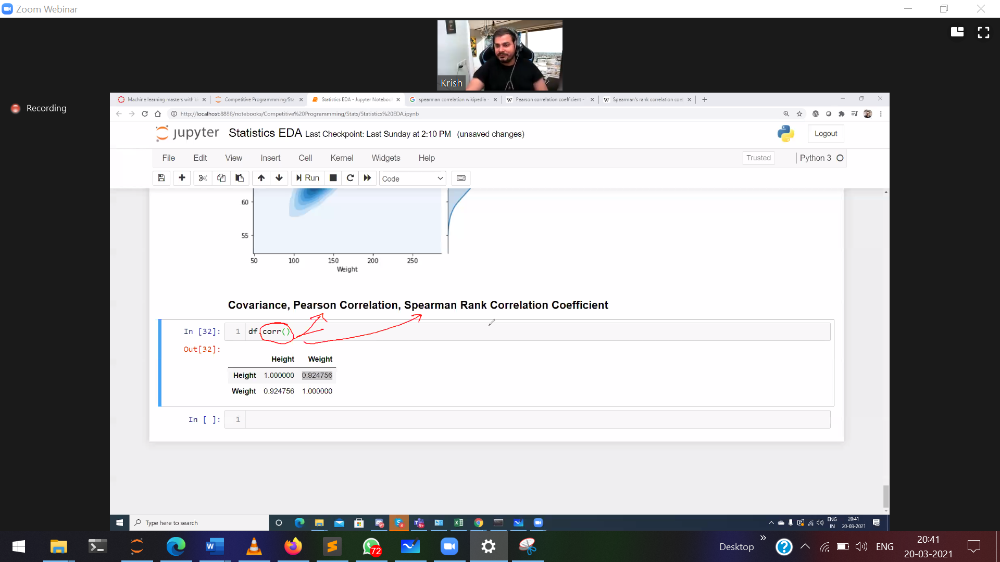 Zoom Webinar
Krish
Recording
Machine learning masters with
Competitive Programmming/Sta
Statistics EDA - Jupyter Notebook
spearman correlation wikipedia -
Pearson correlation coefficient -
Spearman's rank correlation coef
http://localhost:8888/notebooks/Competitive%20Programmming/Stats/Statistics%20EDA.ipynb
jupyter Statistics EDA Last Checkpoint: Last Sunday at 2:10 PM (unsaved changes)
Logout
File Edit View Insert Cell Kernel Widgets Help
Trusted Python 3
Run Code
60
55
50 100 150 200 250
Weight
Covariance, Pearson Correlation, Spearman Rank Correlation Coefficient
In [32]: 1 df.corr()
Out[32]:
Height Weight
Height 1.000000 0.924756
Weight 0.924756 1.000000
In [ ]: 1
Type here to search
ENG 20:41
IN 20-03-2021
72
Desktop
ENG
20:41
20-03-2021